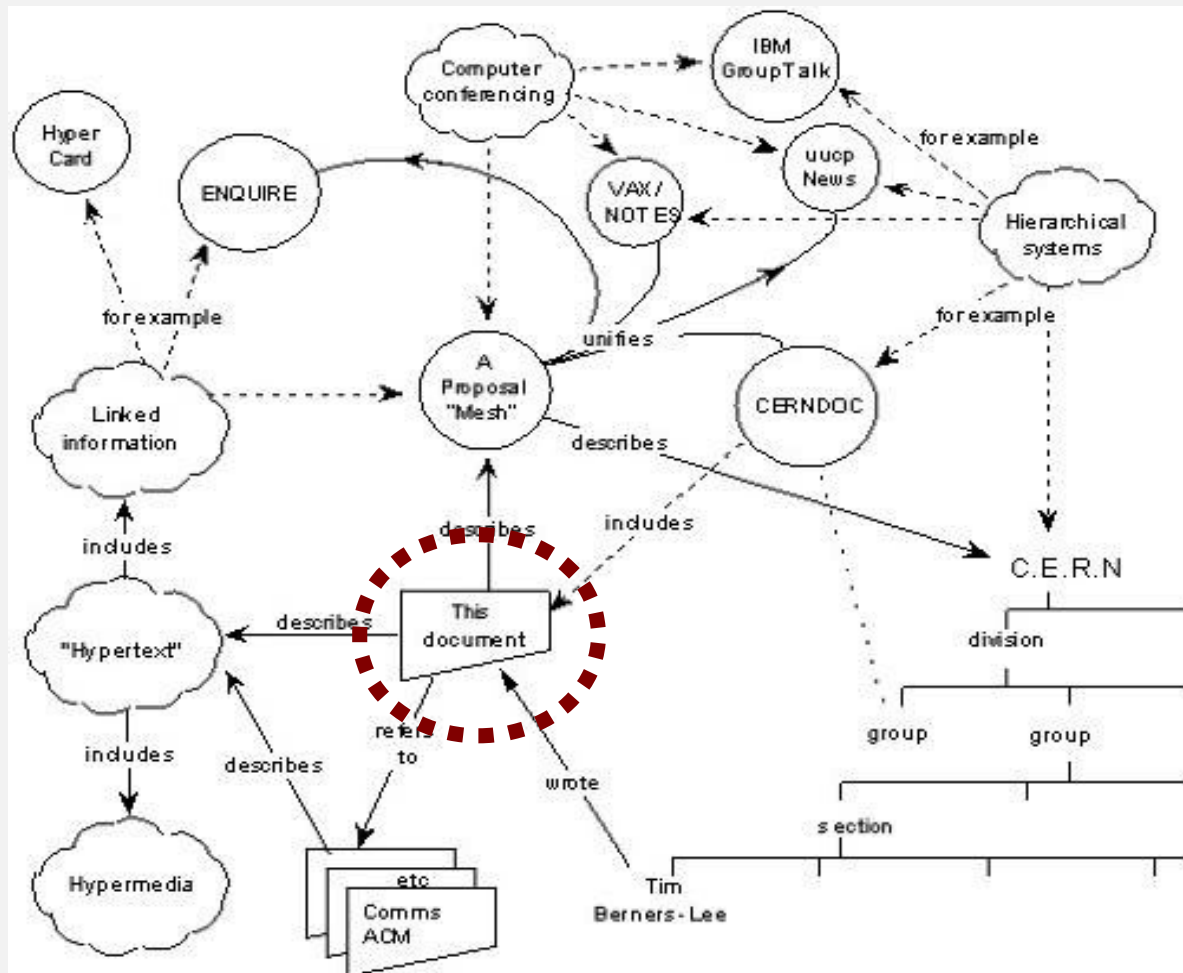 IBM
GroupTalk
Computer
conferencing
Hyper
Card
for example
uucp
News
ENQUIRE
VAX/
NOTES
Hierarchical
systems
for example
for example
unifies
A
Proposal
"Mesh"
CERNDOC
Linked
information
describes
describes
includes
includes
C.E.R.N
This
document
describes
"Hypertext"
division
refers
to
group
group
includes
describes
wrote
section
Hypermedia
etc
Tim
Berners-Lee
Comms
ACM